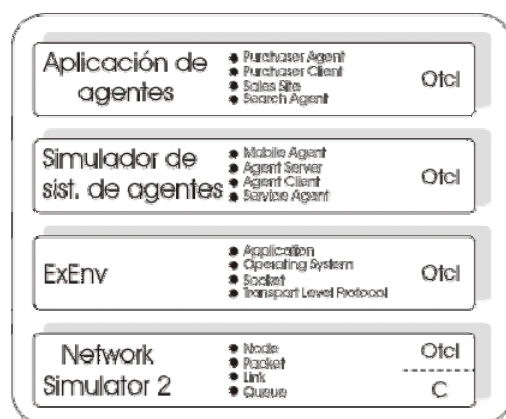 Aplicación de agentes
• Purchaser Agent
• Purchaser Client
• Sales Site
• Search Agent
Otcl
Simulador de sist. de agentes
• Mobile Agent
• Agent Server
• Agent Client
• Service Agent
Otcl
ExEnv
• Application
• Operating System
• Socket
• Transport Level Protocol
Otcl
Network Simulator 2
• Node
• Packet
• Link
• Queue
Otcl
C